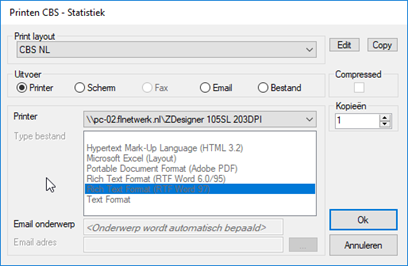 Printen CBS - Statistiek
Print layout
CBS NL
Edit
Copy
Uitvoer
Printer
Scherm
Fax
Email
Bestand
Compressed
Printer
\\pc-02.flnetwerk.nl\ZDesigner 105SL 203DPI
Kopieën
1
Type bestand
Hypertext Mark-Up Language (HTML 3.2)
Microsoft Excel (Layout)
Portable Document Format (Adobe PDF)
Rich Text Format (RTF Word 6.0/95)
Rich Text Format (RTF Word 97)
Text Format
Email onderwerp
<Onderwerp wordt automatisch bepaald>
Email adres
...
Ok
Annuleren